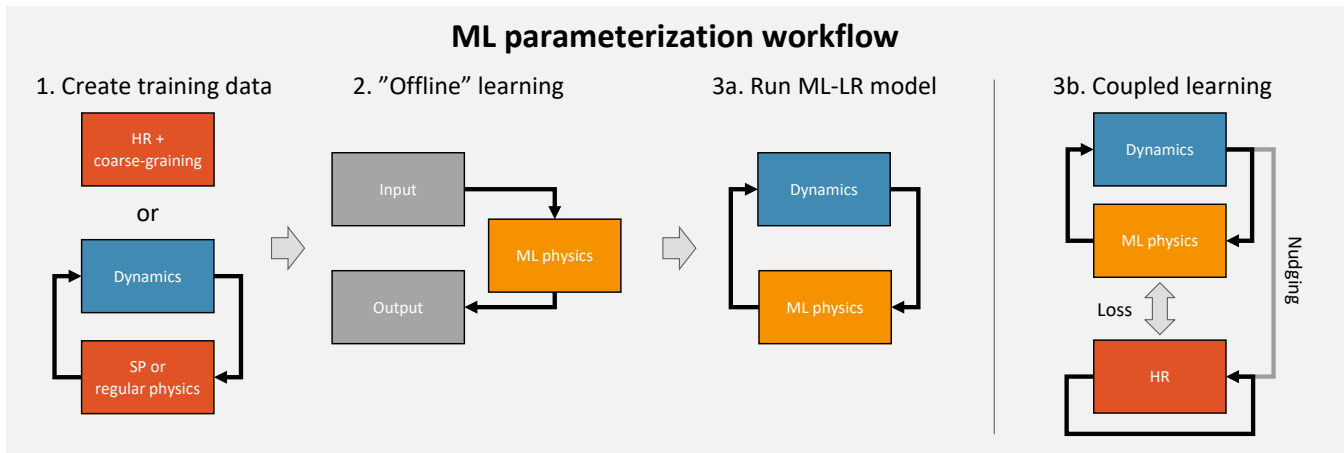 ML parameterization workflow
1. Create training data
HR +
coarse-graining
or
Dynamics
SP or
regular physics
2. ”Offline” learning
Input
ML physics
Output
3a. Run ML-LR model
Dynamics
ML physics
3b. Coupled learning
Dynamics
ML physics
Nudging
Loss
HR